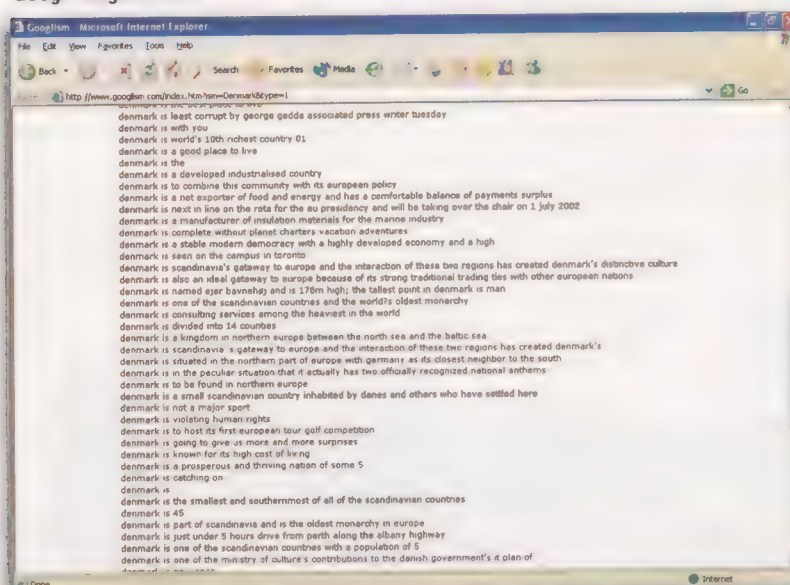 Googlism Microsoft Internet Explorer
File Edit View Favorites Tools Help
Back Search Favorites Media
http //www.googlism com/index.htm?ism=Denmark&type=1 Go
denmark is the best place to live
denmark is least corrupt by george gedda associated press writer tuesday
denmark is with you
denmark is world's 10th richest country 01
denmark is a good place to live
denmark is the
denmark is a developed industrialised country
denmark is to combine this community with its european policy
denmark is a net exporter of food and energy and has a comfortable balance of payments surplus
denmark is next in line on the rota for the eu presidency and will be taking over the chair on 1 july 2002
denmark is a manufacturer of insulation materials for the marine industry
denmark is complete without planet charters vacation adventures
denmark is a stable modern democracy with a highly developed economy and a high
denmark is seen on the campus in toronto
denmark is scandinavia's gateway to europe and the interaction of these two regions has created denmark's distinctive culture
denmark is also an ideal gateway to europe because of its strong traditional trading ties with other european nations
denmark is named ejer bavnehøj and is 176m high; the tallest point in denmark is man
denmark is one of the scandinavian countries and the world?s oldest monarchy
denmark is consulting services among the heaviest in the world
denmark is divided into 14 counties
denmark is a kingdom in northern europe between the north sea and the baltic sea
denmark is scandinavia s gateway to europe and the interaction of these two regions has created denmark's
denmark is situated in the northern part of europe with germany as its closest neighbor to the south
denmark is in the peculiar situation that it actually has two officially recognized national anthems
denmark is to be found in northern europe
denmark is a small scandinavian country inhabited by danes and others who have settled here
denmark is not a major sport
denmark is violating human rights
denmark is to host its first european tour golf competition
denmark is going to give us more and more surprises
denmark is known for its high cost of living
denmark is a prosperous and thriving nation of some 5
denmark is catching on
denmark is
denmark is the smallest and southernmost of all of the scandinavian countries
denmark is 45
denmark is part of scandinavia and is the oldest monarchy in europe
denmark is just under 5 hours drive from perth along the albany highway
denmark is one of the scandinavian countries with a population of 5
denmark is one of the ministry of culture's contributions to the danish government's it plan of
Done Internet